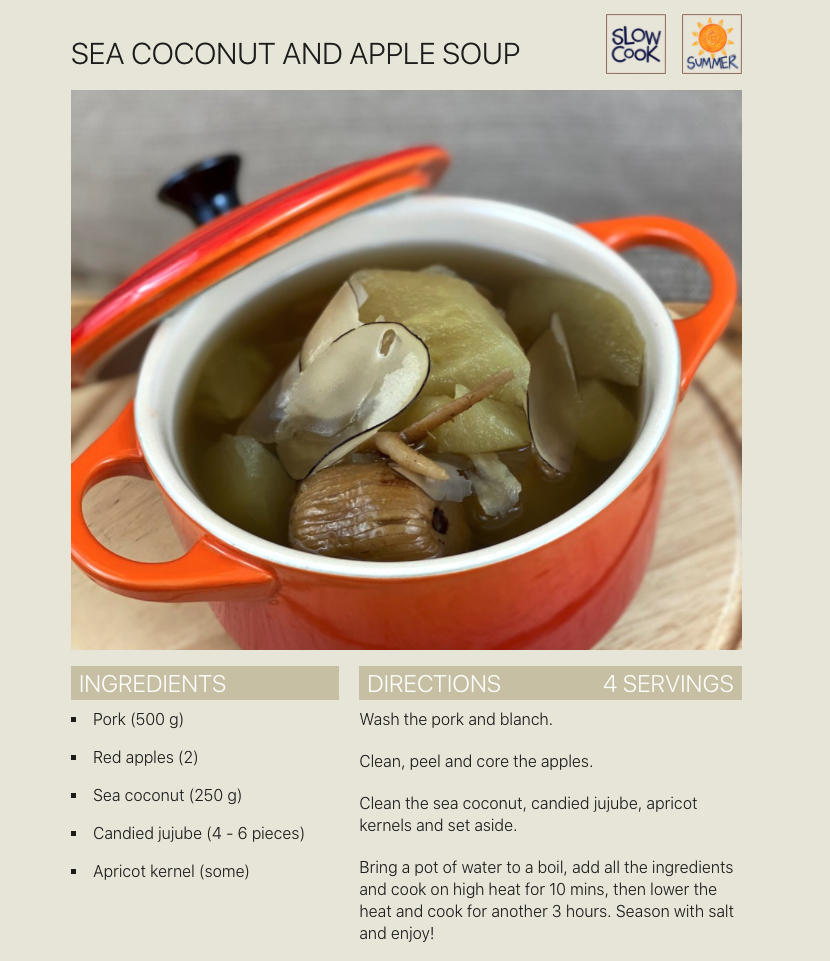 SEA COCONUT AND APPLE SOUP
SLOW
COOK
SUMMER
INGREDIENTS
▪ Pork (500 g)
▪ Red apples (2)
▪ Sea coconut (250 g)
▪ Candied jujube (4 - 6 pieces)
▪ Apricot kernel (some)
DIRECTIONS 4 SERVINGS
Wash the pork and blanch.
Clean, peel and core the apples.
Clean the sea coconut, candied jujube, apricot
kernels and set aside.
Bring a pot of water to a boil, add all the ingredients
and cook on high heat for 10 mins, then lower the
heat and cook for another 3 hours. Season with salt
and enjoy!